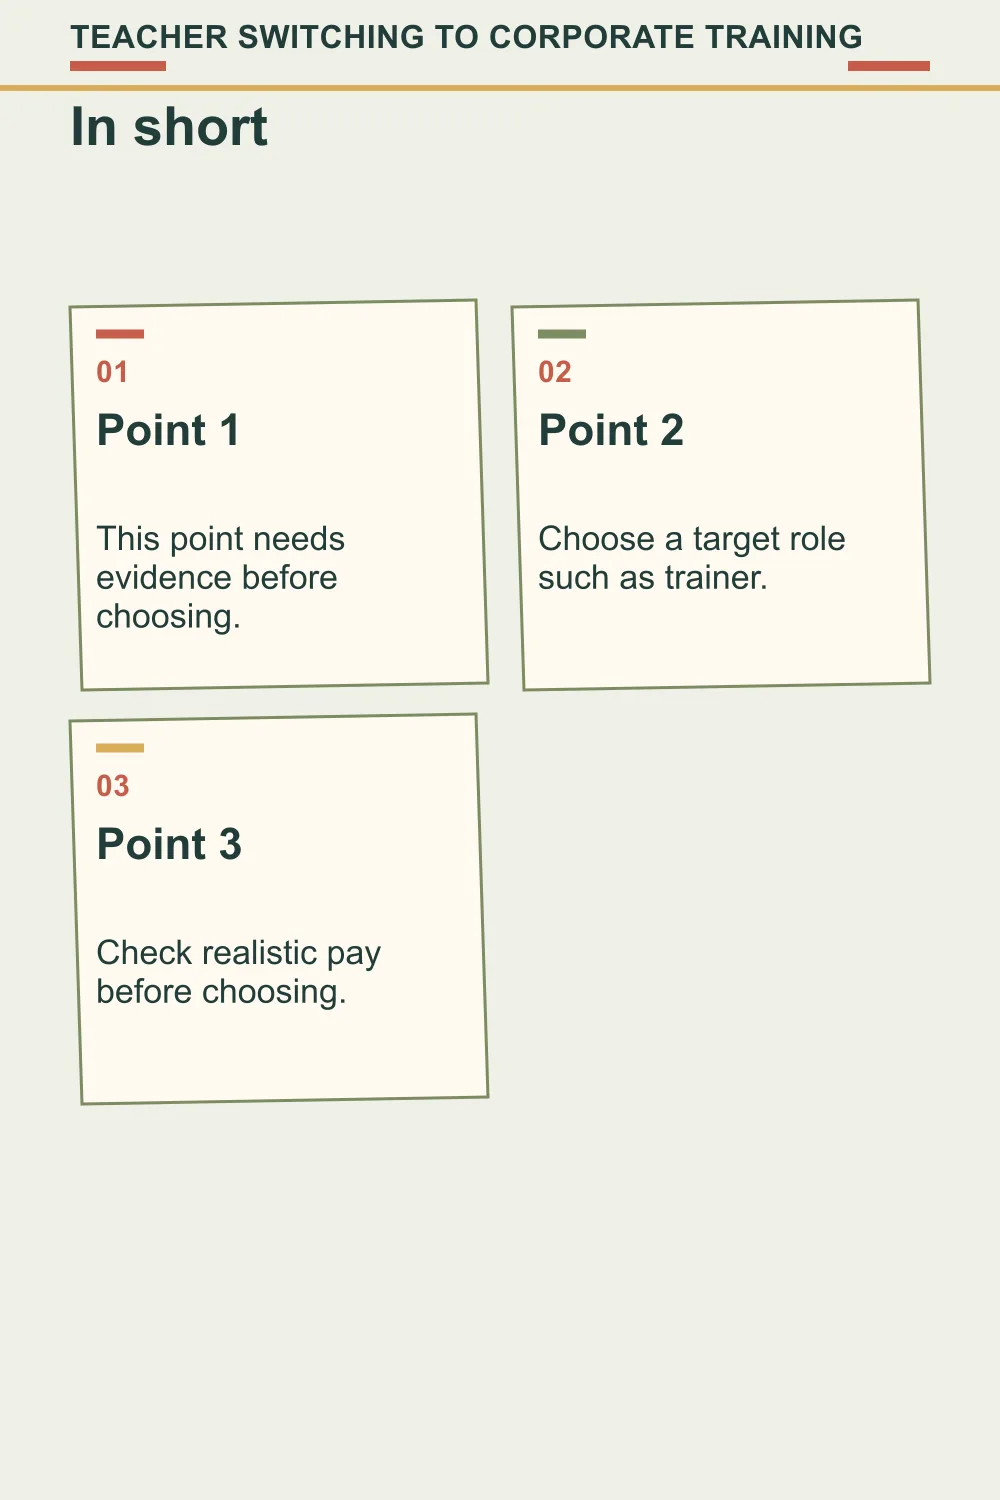 TEACHER SWITCHING TO CORPORATE TRAINING
In short
01
Point 1
This point needs
evidence before
choosing.
02
Point 2
Choose a target role
such as trainer.
03
Point 3
Check realistic pay
before choosing.